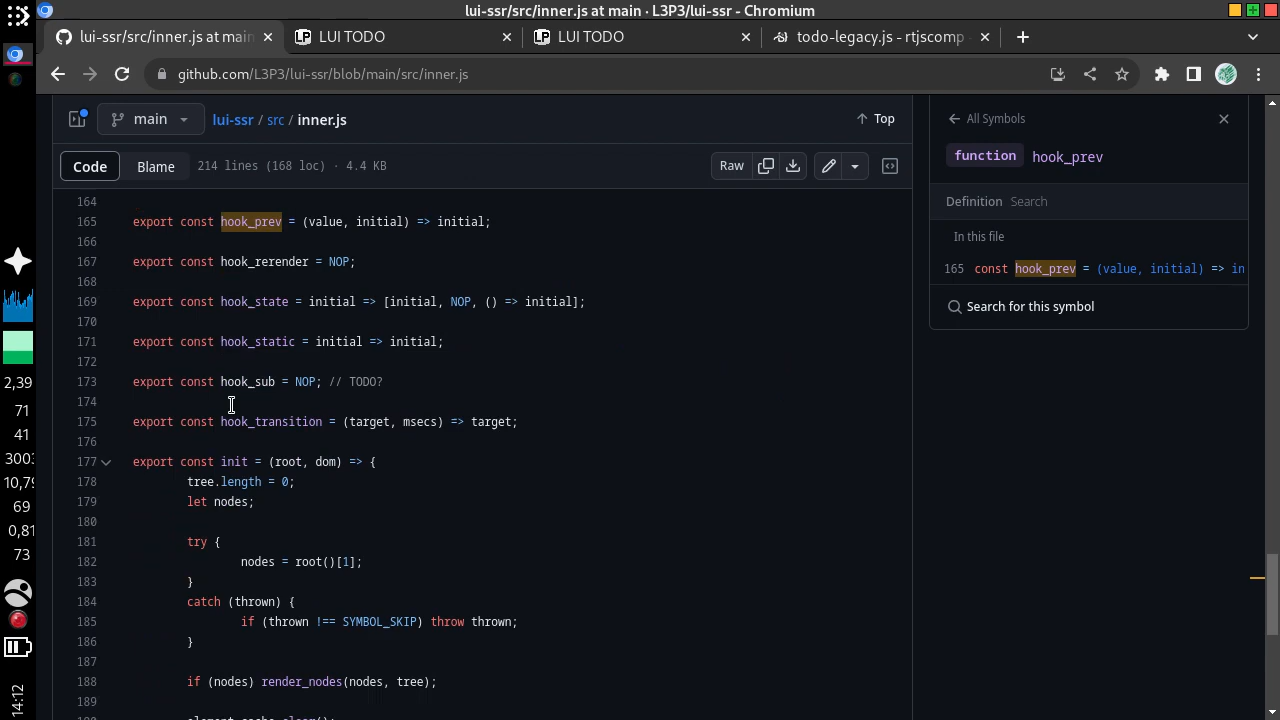 lui-ssr/src/inner.js at main · L3P3/lui-ssr - Chromium
lui-ssr/src/inner.js at main
LUI TODO
LUI TODO
todo-legacy.js - rtjscomp
github.com/L3P3/lui-ssr/blob/main/src/inner.js
main
lui-ssr / src / inner.js
Top
Code
Blame
214 lines (168 loc) · 4.4 KB
Raw
164
165 export const hook_prev = (value, initial) => initial;
166
167 export const hook_rerender = NOP;
168
169 export const hook_state = initial => [initial, NOP, () => initial];
170
171 export const hook_static = initial => initial;
172
173 export const hook_sub = NOP; // TODO?
174
175 export const hook_transition = (target, msecs) => target;
176
177 export const init = (root, dom) => {
178 tree.length = 0;
179 let nodes;
180
181 try {
182 nodes = root()[1];
183 }
184 catch (thrown) {
185 if (thrown !== SYMBOL_SKIP) throw thrown;
186 }
187
188 if (nodes) render_nodes(nodes, tree);
189
All Symbols
function hook_prev
Definition Search
In this file
165 const hook_prev = (value, initial) => in
Search for this symbol
2,39
71
41
3003
10,79
69
0,81
73
14:12